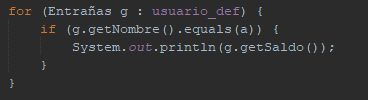 for (Entrañas g : usuario_def) {
if (g.getNombre().equals(a)) {
System.out.println(g.getSaldo());
}
}